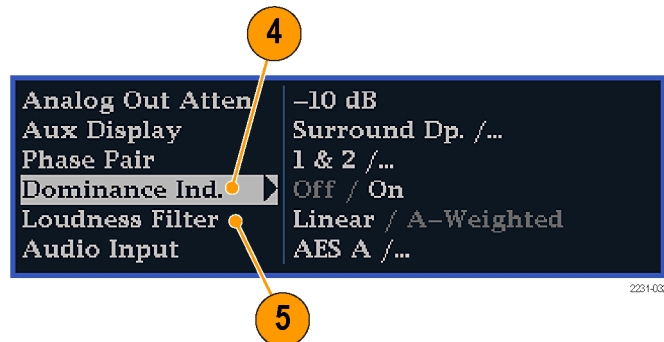 4
Analog Out Atten. –10 dB
Aux Display Surround Dp. /...
Phase Pair 1 & 2 /...
Dominance Ind. Off / On
Loudness Filter Linear / A–Weighted
Audio Input AES A /...
2231-03
5